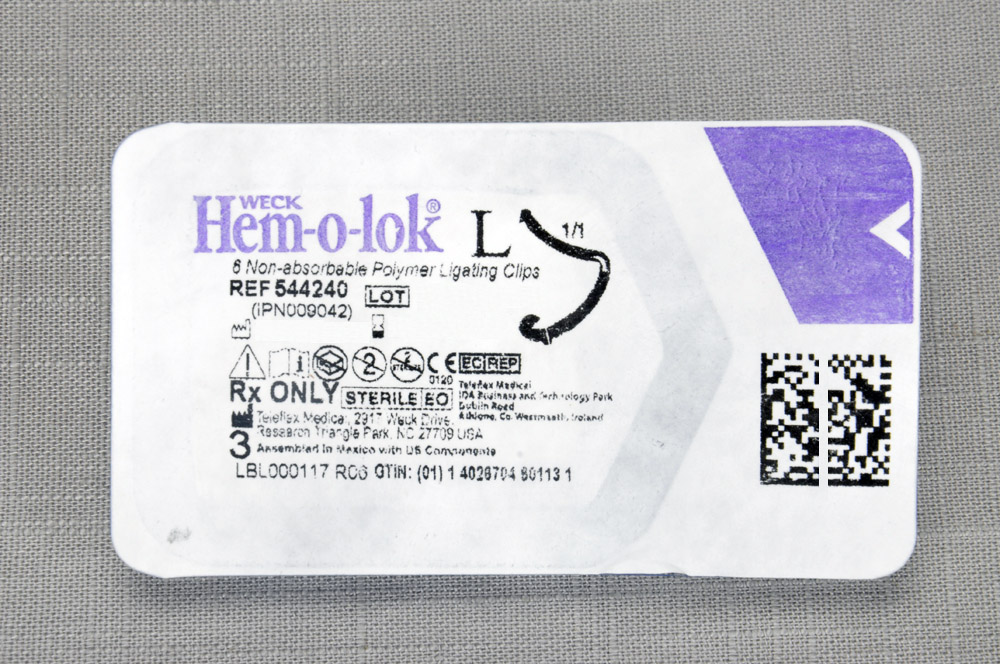 WECK
Hem-o-lok® L 1/1
6 Non-absorbable Polymer Ligating Clips
REF 544240 LOT
(IPN009042)
2
CE EC REP
0120
Rx ONLY STERILE EO
Teleflex Medical
IDA Business and Technology Park
Dublin Road
Athlone, Co. Westmeath, Ireland
Teleflex Medical, 2917 Weck Drive,
Research Triangle Park, NC 27709 USA
3 Assembled in Mexico with US Components
LBL000117 R06 GTIN: (01) 1 4026704 60113 1